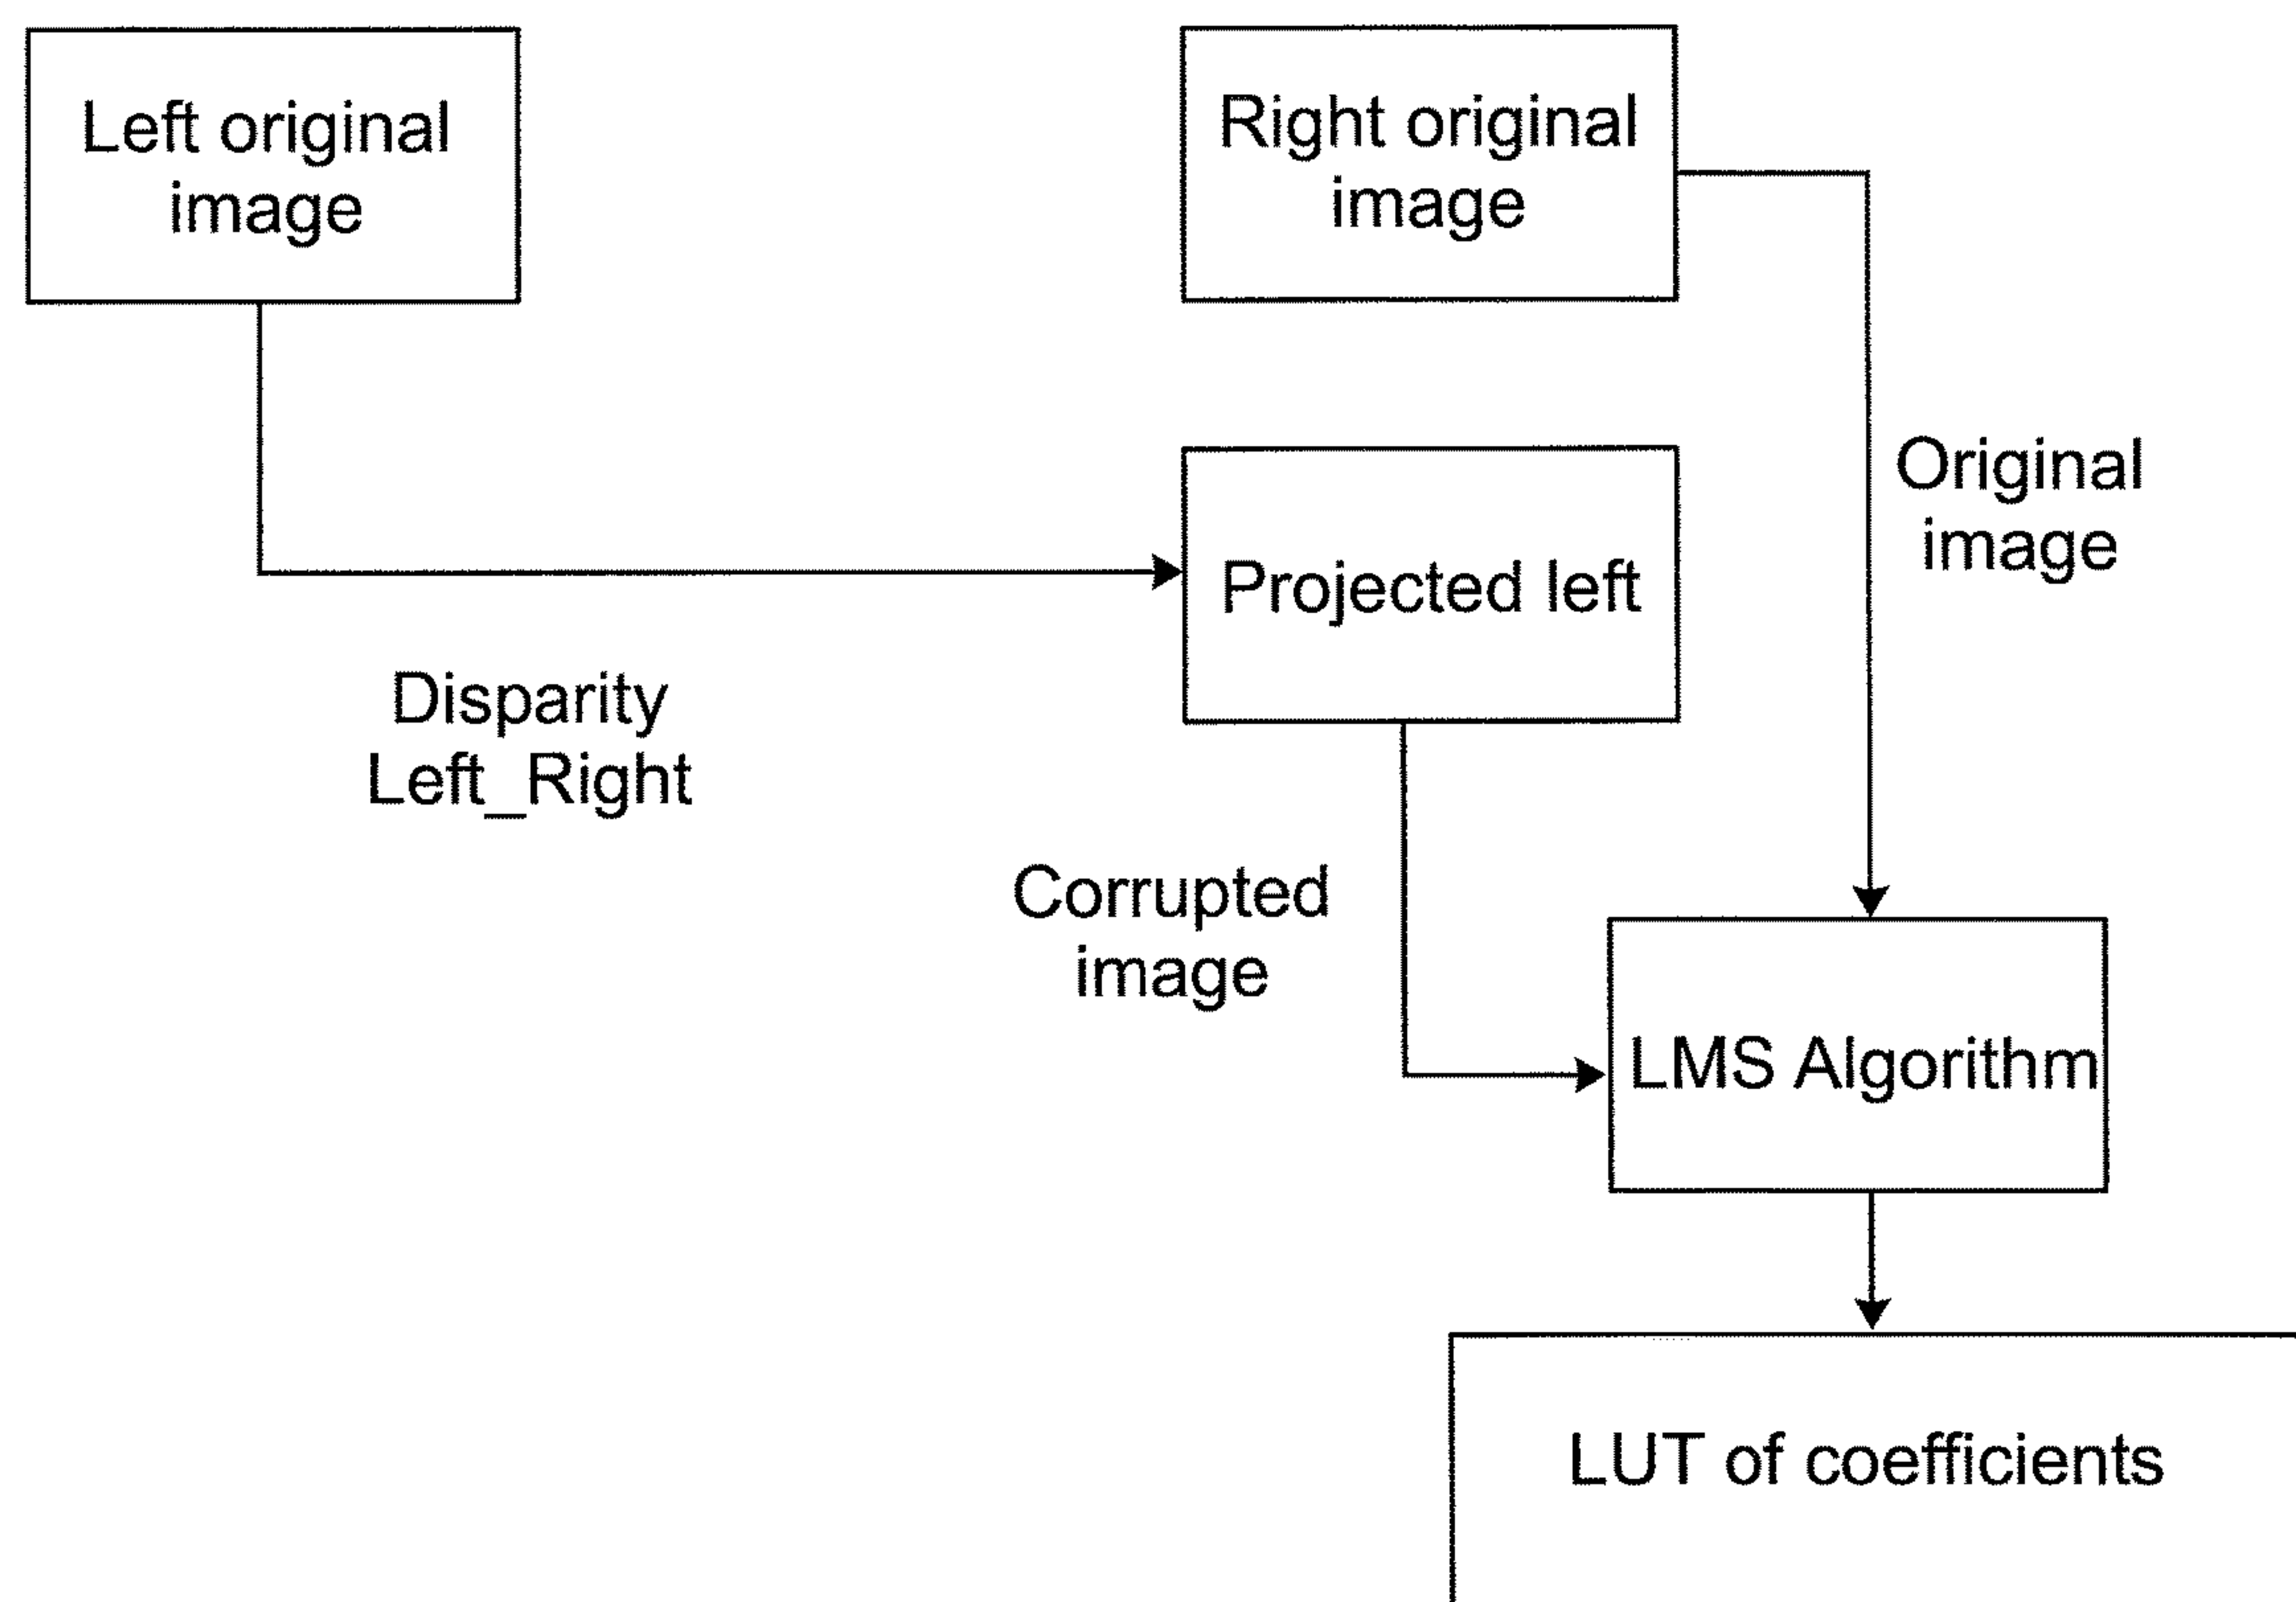 Left original
image
Right original
image
Original
image
Projected left
Disparity
Left_Right
Corrupted
image
LMS Algorithm
LUT of coefficients